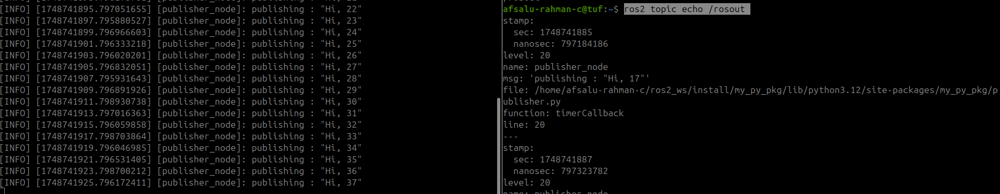 [INFO] [1748741895.797051655] [publisher_node]: publishing : "Hi, 22"
[INFO] [1748741897.795880527] [publisher_node]: publishing : "Hi, 23"
[INFO] [1748741899.796966603] [publisher_node]: publishing : "Hi, 24"
[INFO] [1748741901.796333218] [publisher_node]: publishing : "Hi, 25"
[INFO] [1748741903.796020201] [publisher_node]: publishing : "Hi, 26"
[INFO] [1748741905.796832051] [publisher_node]: publishing : "Hi, 27"
[INFO] [1748741907.795931643] [publisher_node]: publishing : "Hi, 28"
[INFO] [1748741909.796891926] [publisher_node]: publishing : "Hi, 29"
[INFO] [1748741911.798930738] [publisher_node]: publishing : "Hi, 30"
[INFO] [1748741913.797016363] [publisher_node]: publishing : "Hi, 31"
[INFO] [1748741915.796059858] [publisher_node]: publishing : "Hi, 32"
[INFO] [1748741917.798703864] [publisher_node]: publishing : "Hi, 33"
[INFO] [1748741919.796046985] [publisher_node]: publishing : "Hi, 34"
[INFO] [1748741921.796531405] [publisher_node]: publishing : "Hi, 35"
[INFO] [1748741923.798700212] [publisher_node]: publishing : "Hi, 36"
[INFO] [1748741925.796172411] [publisher_node]: publishing : "Hi, 37"
afsalu-rahman-c@tuf:~$ ros2 topic echo /rosout
stamp:
  sec: 1748741885
  nanosec: 797184186
level: 20
name: publisher_node
msg: 'publishing : "Hi, 17"'
file: /home/afsalu-rahman-c/ros2_ws/install/my_py_pkg/lib/python3.12/site-packages/my_py_pkg/p
ublisher.py
function: timerCallback
line: 20
---
stamp:
  sec: 1748741887
  nanosec: 797323782
level: 20
name: publisher_node